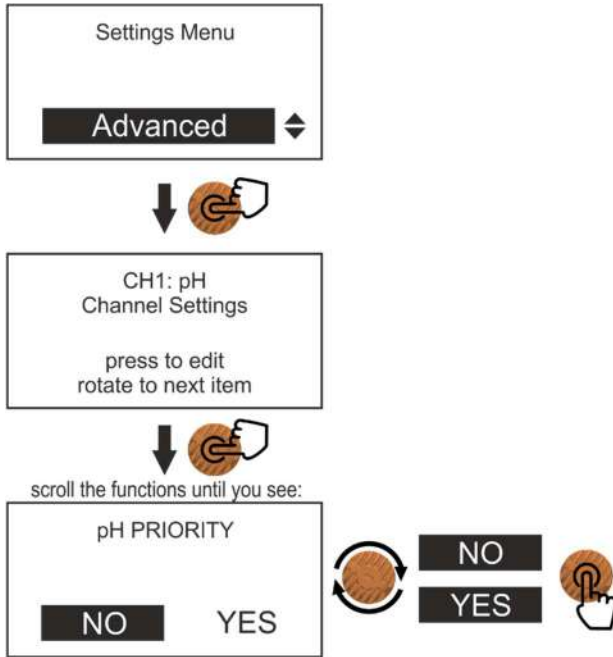 Settings Menu
Advanced
CH1: pH
Channel Settings
press to edit
rotate to next item
scroll the functions until you see:
pH PRIORITY
NO YES
NO
YES